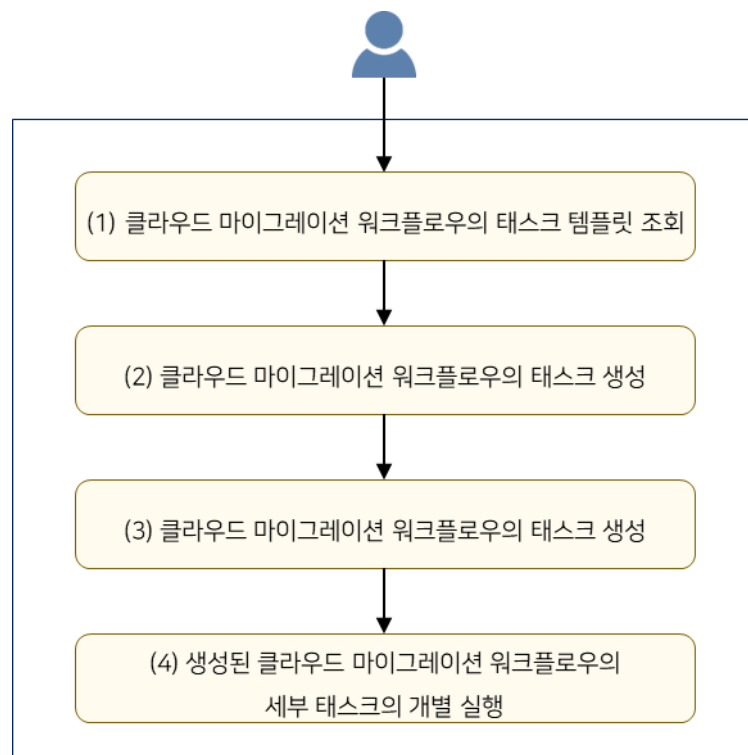 (1) 클라우드 마이그레이션 워크플로우의 태스크 템플릿 조회
(2) 클라우드 마이그레이션 워크플로우의 태스크 생성
(3) 클라우드 마이그레이션 워크플로우의 태스크 생성
(4) 생성된 클라우드 마이그레이션 워크플로우의
세부 태스크의 개별 실행